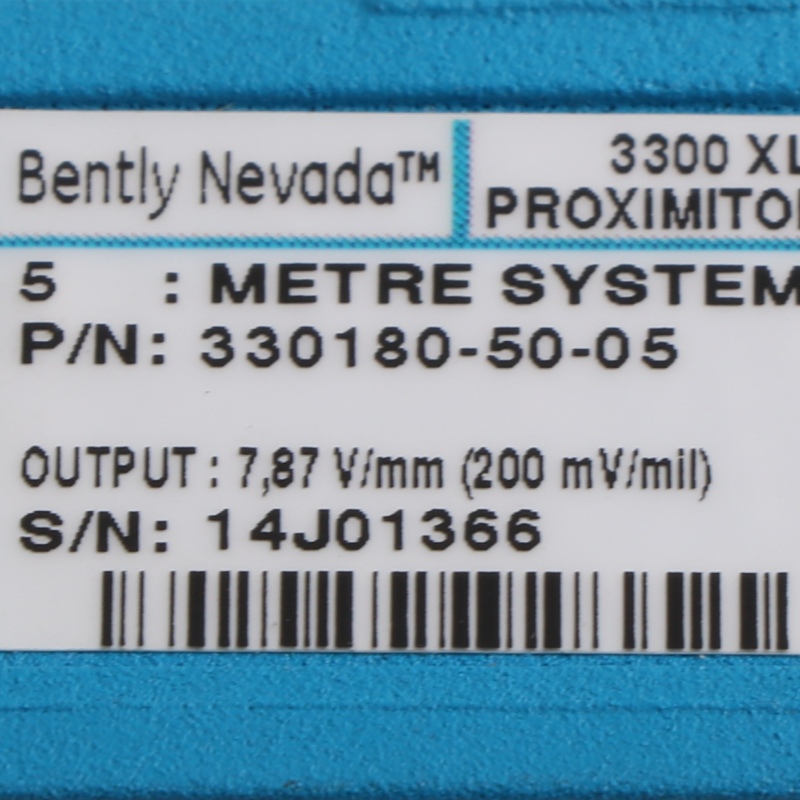 Bently Nevada™
3300 XL
PROXIMITO
5 : METRE SYSTEM
P/N: 330180-50-05
OUTPUT : 7,87 V/mm (200 mV/mil)
S/N: 14J01366